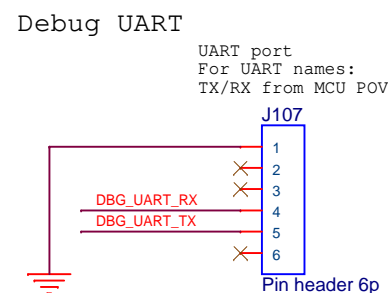 Debug UART
UART port
For UART names:
TX/RX from MCU POV
J107
1
2
3
DBG_UART_RX
4
DBG_UART_TX
5
6
Pin header 6p